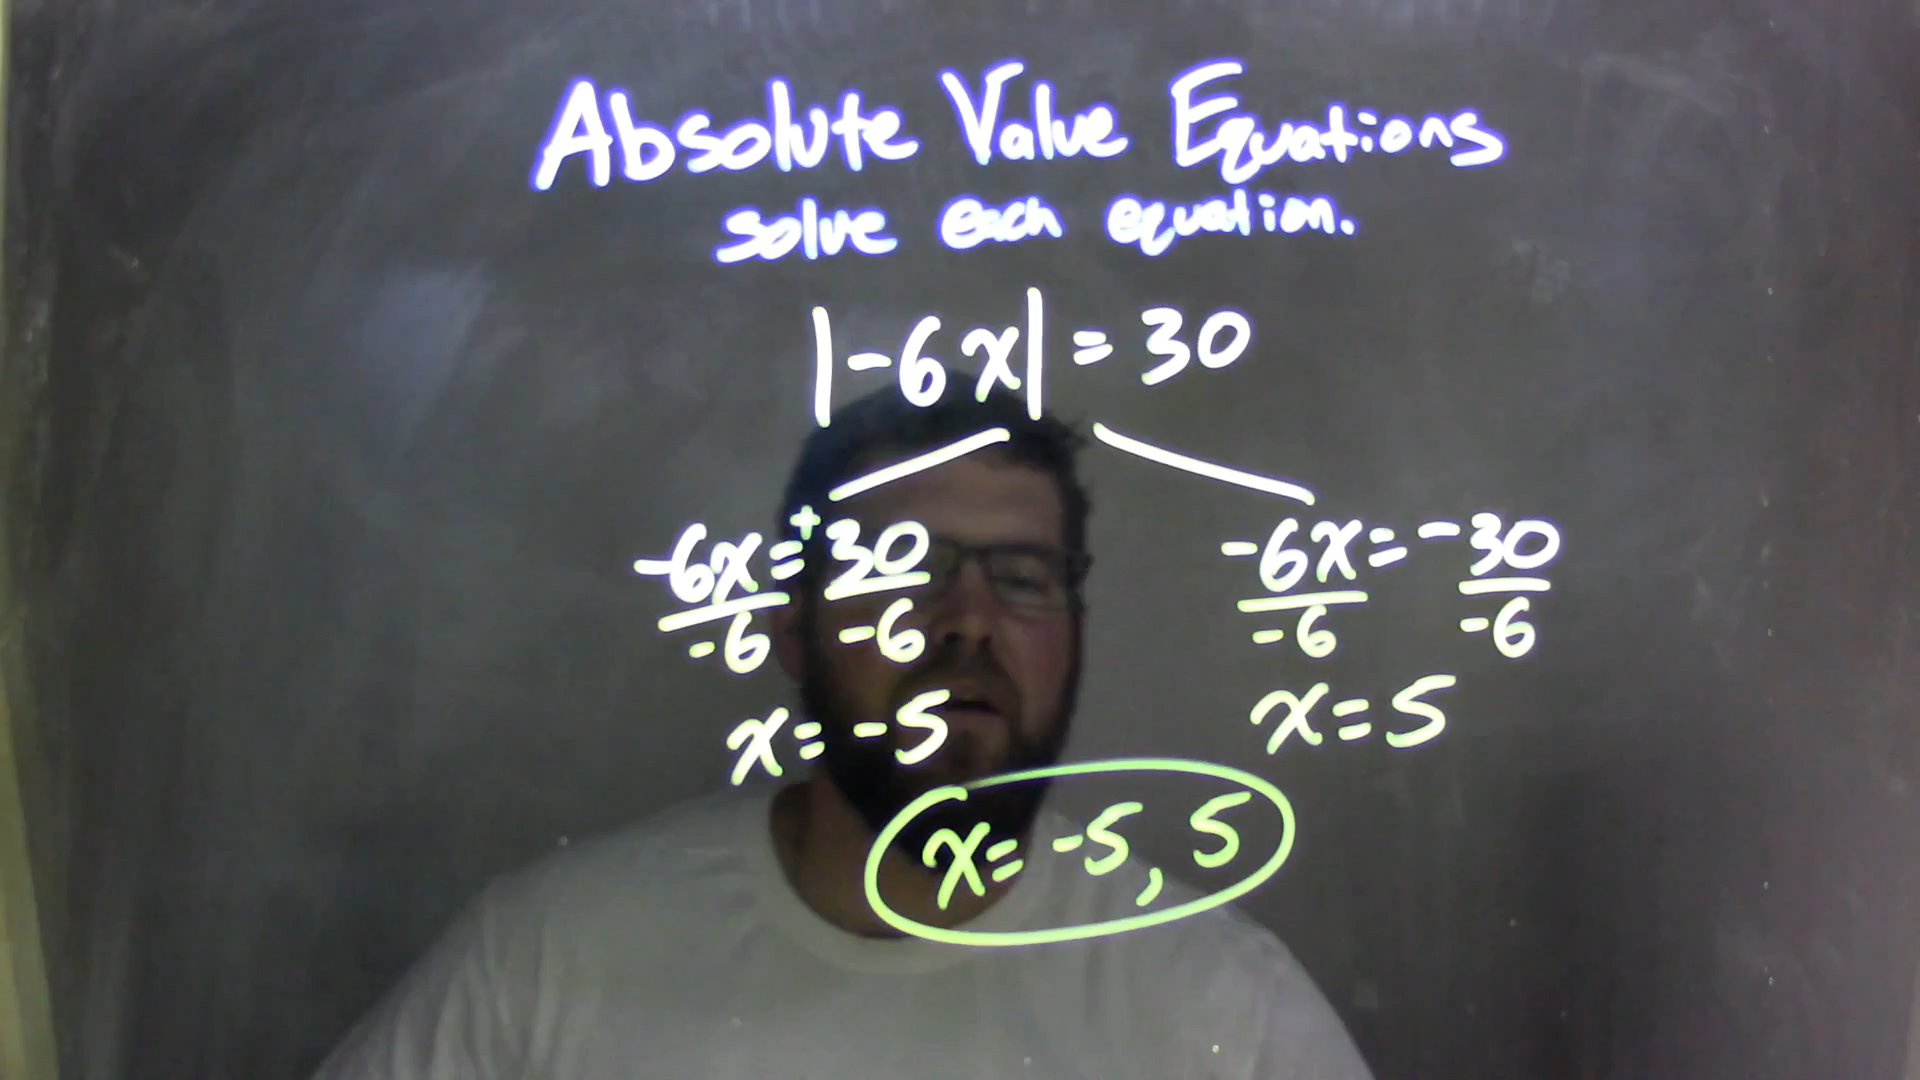 Absolute Value Equations
solve each equation.
|-6x| = 30
-6x = +30
-6 -6
x = -5
-6x = -30
-6 -6
x = 5
x = -5, 5